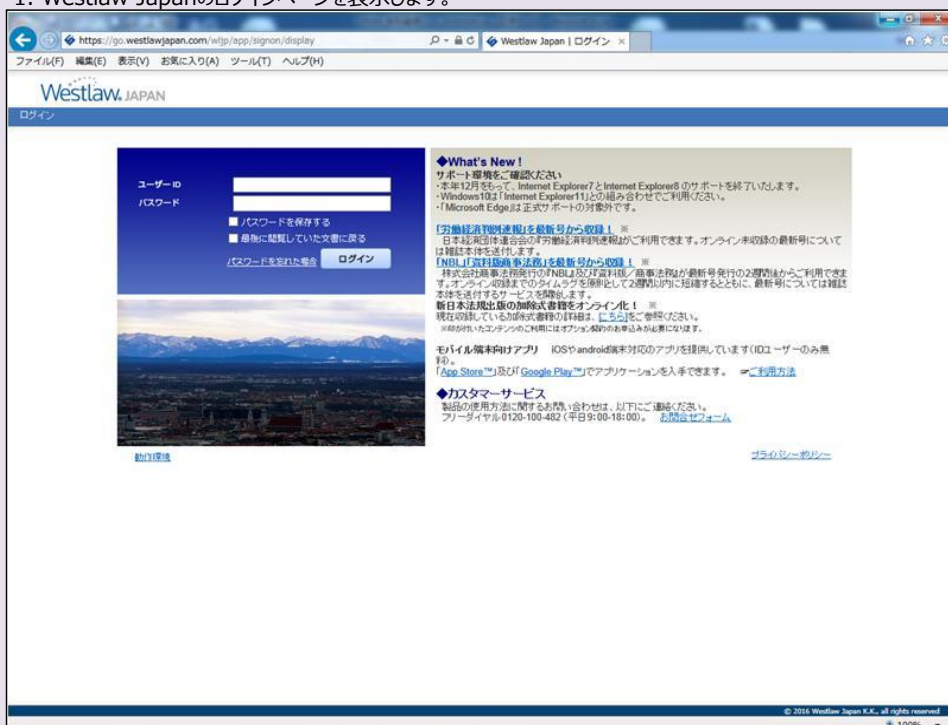 1. Westlaw Japanのログインページを表示します。
https://go.westlawjapan.com/wljp/app/signon/display
Westlaw Japan | ログイン
ファイル(F) 編集(E) 表示(V) お気に入り(A) ツール(T) ヘルプ(H)
Westlaw. JAPAN
ログイン
ユーザー ID
パスワード
パスワードを保存する
最後に閲覧していた文書に戻る
パスワードを忘れた場合 ログイン
◆What's New !
サポート環境をご確認ください
・本年12月をもって、Internet Explorer7とInternet Explorer8 のサポートを終了いたします。
・Windows10は「Internet Explorer11」との組み合わせでご利用ください。
・「Microsoft Edge」は正式サポートの対象外です。
『労働経済判例速報』を最新号から収録！ ※
日本経済団体連合会の『労働経済判例速報』がご利用できます。オンライン未収録の最新号について
は雑誌本体を送付します。
『NBL』『資料版商事法務』を最新号から収録！ ※
株式会社商事法務発行の『NBL』及び『資料版／商事法務』が最新号発行の2週間後からご利用できま
す。オンライン収録までのタイムラグを原則として2週間以内に短縮するとともに、最新号については雑誌
本体を送付するサービスを開始します。
新日本法規出版の加除式書籍をオンライン化！ ※
現在収録している加除式書籍の詳細は、[こちら]をご参照ください。
※印が付いたコンテンツのご利用にはオプション契約のお申込みが必要になります。
モバイル端末向けアプリ iOSやandroid端末対応のアプリを提供しています(IDユーザーのみ無
料)。
「App Store™」及び「Google Play™」でアプリケーションを入手できます。 ☞ご利用方法
◆カスタマーサービス
製品の使用方法に関するお問い合わせは、以下にご連絡ください。
フリーダイヤル0120-100-482（平日9:00-18:00）。 お問合せフォーム
動作環境 プライバシーポリシー
© 2016 Westlaw Japan K.K., all rights reserved
100%